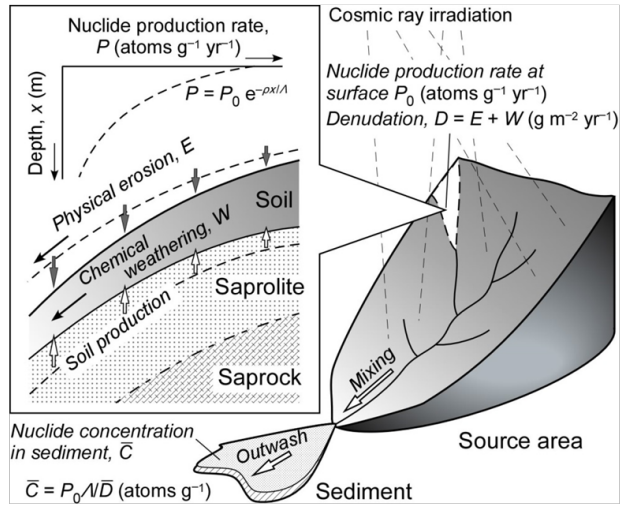 Nuclide production rate,
P (atoms g⁻¹ yr⁻¹)
Depth, x (m)
P = P₀ e^{−ρx/Λ}
Physical erosion, E
Soil
Chemical
weathering, W
Saprolite
Soil production
Saprock
Cosmic ray irradiation
Nuclide production rate at
surface P₀ (atoms g⁻¹ yr⁻¹)
Denudation, D = E + W (g m⁻² yr⁻¹)
Mixing
Source area
Nuclide concentration
in sediment, C̅
C̅ = P₀Λ/D̅ (atoms g⁻¹)
Outwash
Sediment